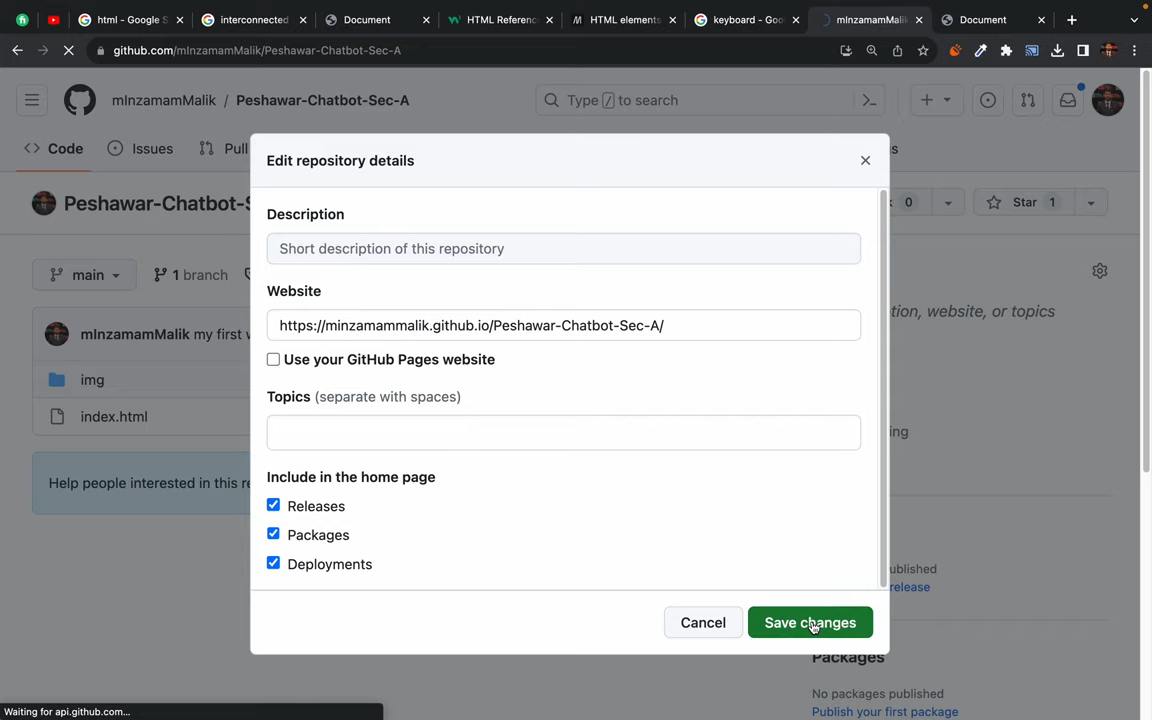 html - Google S
interconnected
Document
HTML Referenc
HTML elements
keyboard - Goo
mInzamamMalik
Document
github.com/mInzamamMalik/Peshawar-Chatbot-Sec-A
mInzamamMalik / Peshawar-Chatbot-Sec-A
Type / to search
Code
Issues
Pull
s
Edit repository details
Peshawar-Chatbot-S
0
Star 1
Description
Short description of this repository
main
1 branch
Website
tion, website, or topics
https://minzamammalik.github.io/Peshawar-Chatbot-Sec-A/
mInzamamMalik my first w
Use your GitHub Pages website
img
Topics (separate with spaces)
index.html
ing
Help people interested in this re
Include in the home page
Releases
Packages
Deployments
ublished
release
Cancel
Save changes
Packages
No packages published
Publish your first package
Waiting for api.github.com...